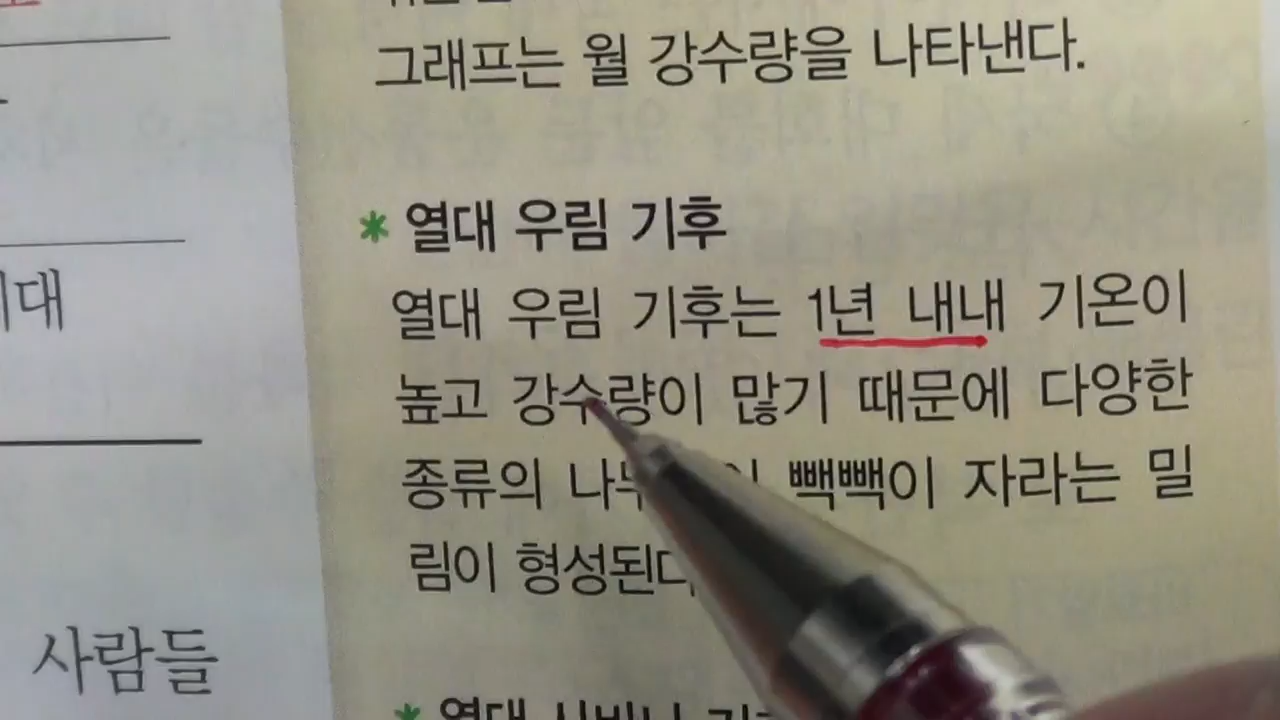 그래프는 월 강수량을 나타낸다.
* 열대 우림 기후
열대 우림 기후는 1년 내내 기온이
높고 강수량이 많기 때문에 다양한
종류의 빽빽이 자라는 밀
림이 형성된다
대
사람들
* 열대